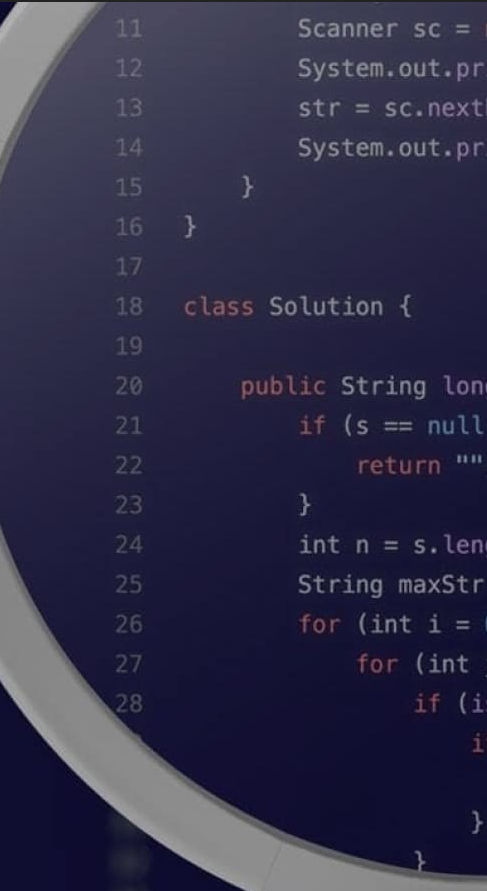 11 Scanner sc =
12 System.out.pr
13 str = sc.next
14 System.out.pr
15 }
16 }
17
18 class Solution {
19
20 public String lon
21 if (s == null
22 return ""
23 }
24 int n = s.len
25 String maxStr
26 for (int i =
27 for (int
28 if (i
i
}
}